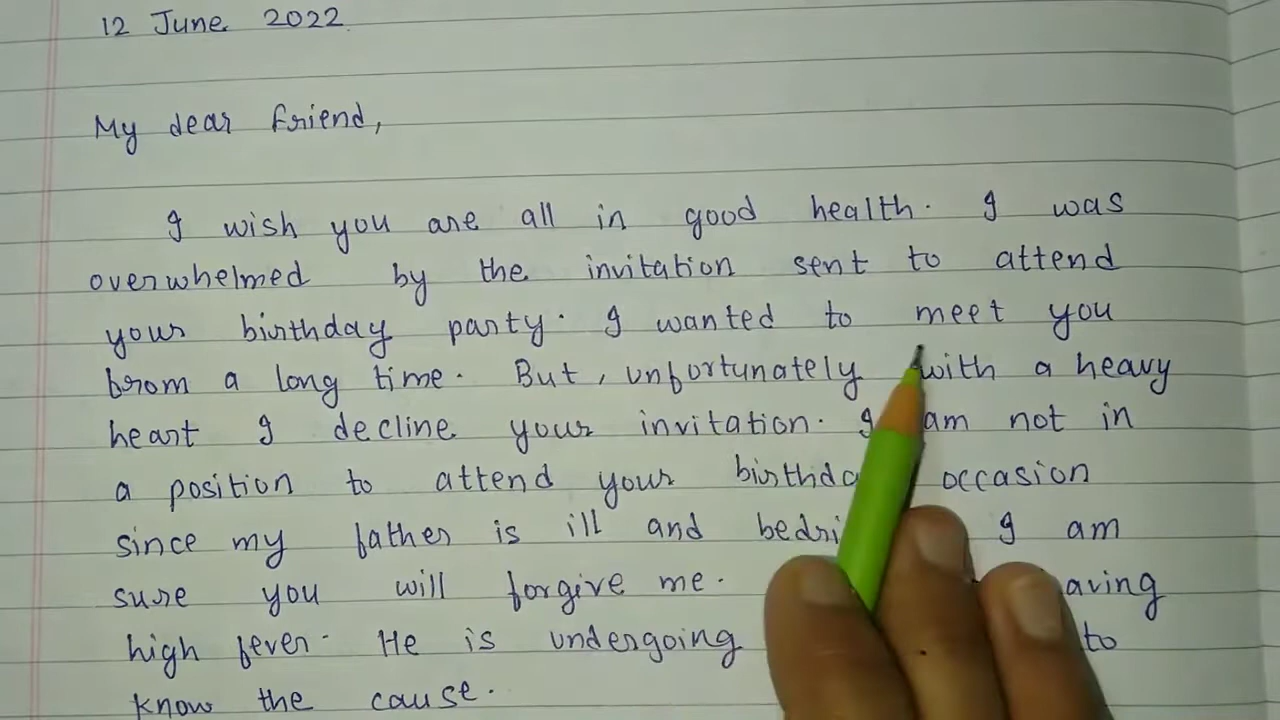 12 June 2022
My dear friend,
I wish you are all in good health. I was
overwhelmed by the invitation sent to attend
your birthday party. I wanted to meet you
from a long time. But, unfortunately with a heavy
heart I decline your invitation. I am not in
a position to attend your birthda occasion
since my father is ill and bedri I am
sure you will forgive me. aving
high fever. He is undergoing to
know the cause.